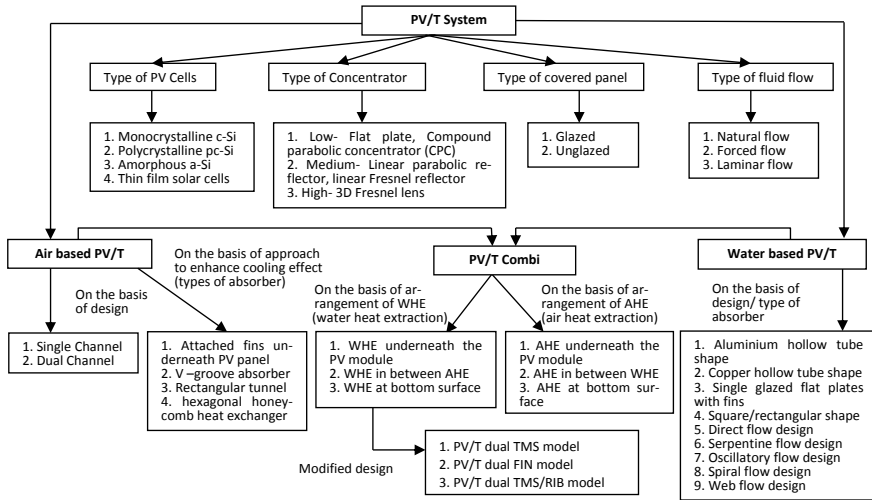 PV/T System
Type of PV Cells
Type of Concentrator
Type of covered panel
Type of fluid flow
1. Monocrystalline c-Si
2. Polycrystalline pc-Si
3. Amorphous a-Si
4. Thin film solar cells
1. Low- Flat plate, Compound
parabolic concentrator (CPC)
2. Medium- Linear parabolic re-
flector, linear Fresnel reflector
3. High- 3D Fresnel lens
1. Glazed
2. Unglazed
1. Natural flow
2. Forced flow
3. Laminar flow
Air based PV/T
PV/T Combi
Water based PV/T
On the basis
of design
On the basis of approach
to enhance cooling effect
(types of absorber)
On the basis of ar-
rangement of WHE
(water heat extraction)
On the basis of
arrangement of AHE
(air heat extraction)
On the basis of
design/ type of
absorber
1. Single Channel
2. Dual Channel
1. Attached fins un-
derneath PV panel
2. V –groove absorber
3. Rectangular tunnel
4. hexagonal honey-
comb heat exchanger
1. WHE underneath the
PV module
2. WHE in between AHE
3. WHE at bottom surface
1. AHE underneath the
PV module
2. AHE in between WHE
3. AHE at bottom sur-
face
1. Aluminium hollow tube
shape
2. Copper hollow tube shape
3. Single glazed flat plates
with fins
4. Square/rectangular shape
5. Direct flow design
6. Serpentine flow design
7. Oscillatory flow design
8. Spiral flow design
9. Web flow design
Modified design
1. PV/T dual TMS model
2. PV/T dual FIN model
3. PV/T dual TMS/RIB model